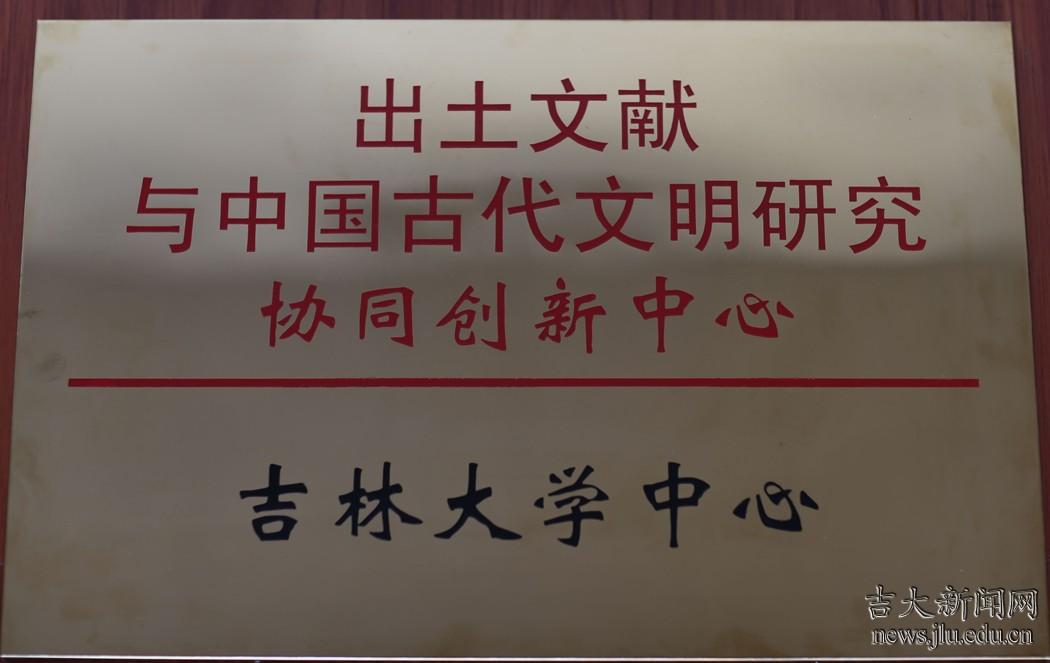 出土文献
与中国古代文明研究
协同创新中心
吉林大学中心
吉大新闻网
news.jlu.edu.cn